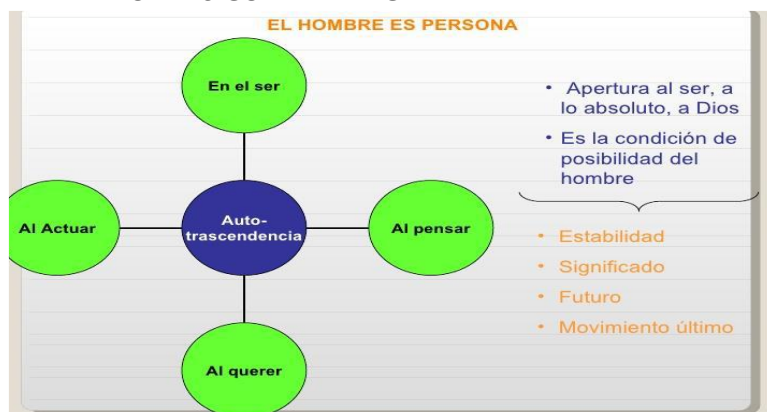 EL HOMBRE ES PERSONA
En el ser
Al Actuar
Auto-
trascendencia
Al pensar
Al querer
• Apertura al ser, a
lo absoluto, a Dios
• Es la condición de
posibilidad del
hombre
• Estabilidad
• Significado
• Futuro
• Movimiento último